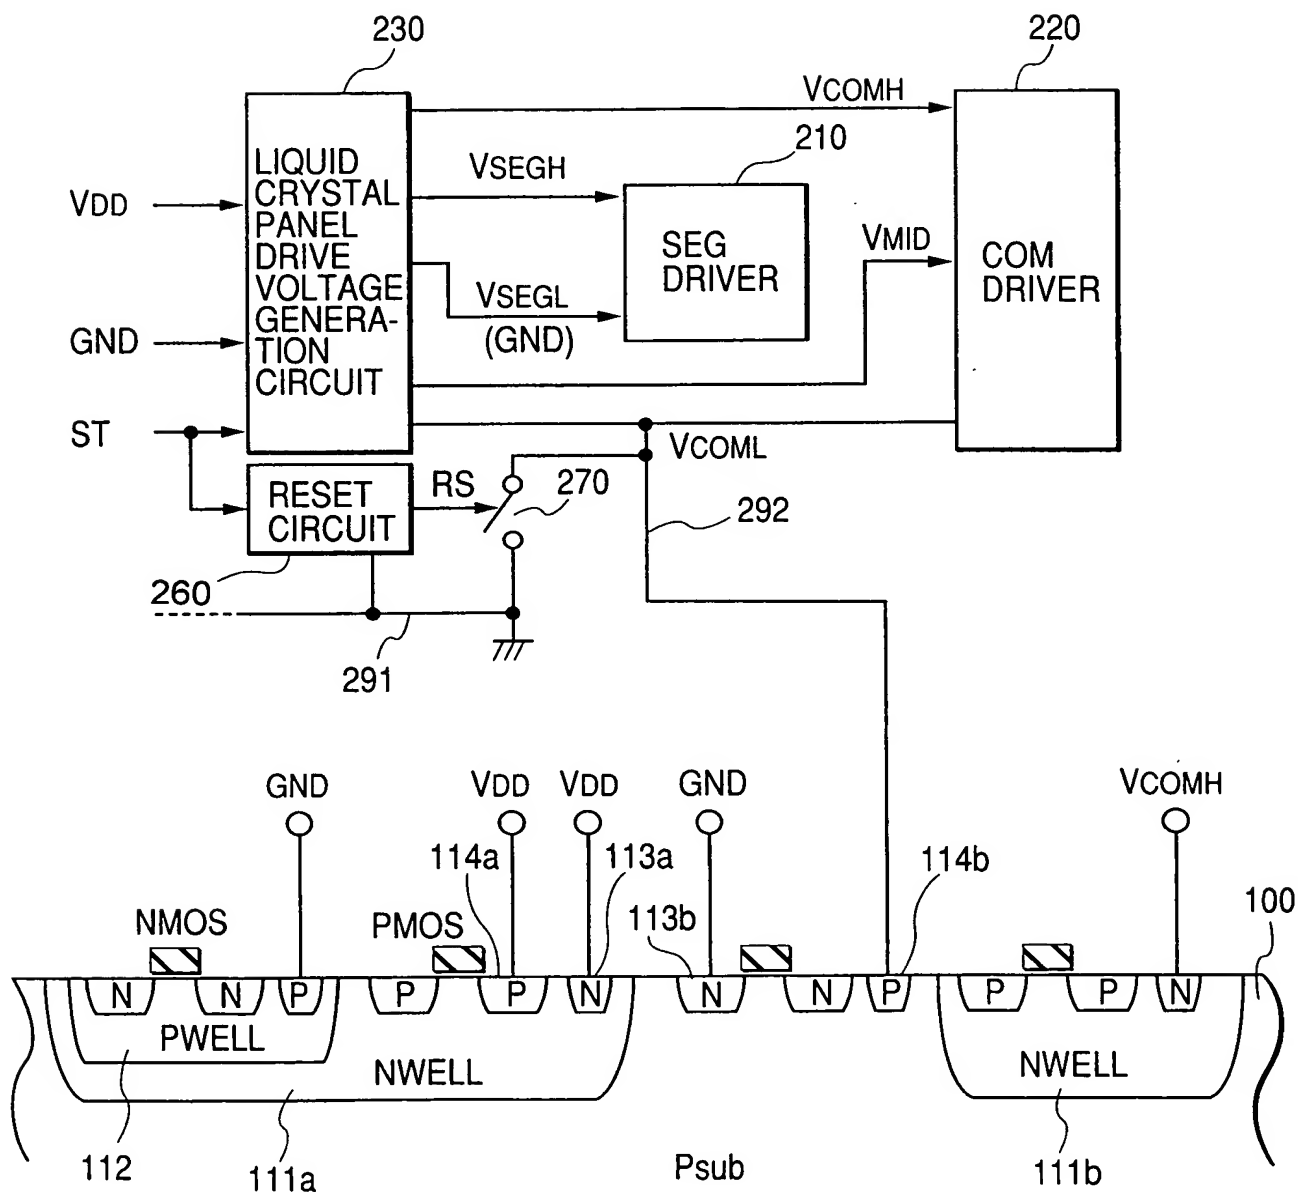 230
220
VCOMH
210
VSEGH
LIQUID
CRYSTAL
PANEL
DRIVE
VOLTAGE
GENERA-
TION
CIRCUIT
VDD
SEG
DRIVER
VMID
COM
DRIVER
VSEGL
(GND)
GND
ST
VCOML
RESET
CIRCUIT
RS
270
292
260
291
GND
VDD
VDD
GND
VCOMH
114a
113a
114b
NMOS
PMOS
113b
100
N
N
P
P
P
N
N
N
P
P
P
N
PWELL
NWELL
NWELL
112
111a
Psub
111b